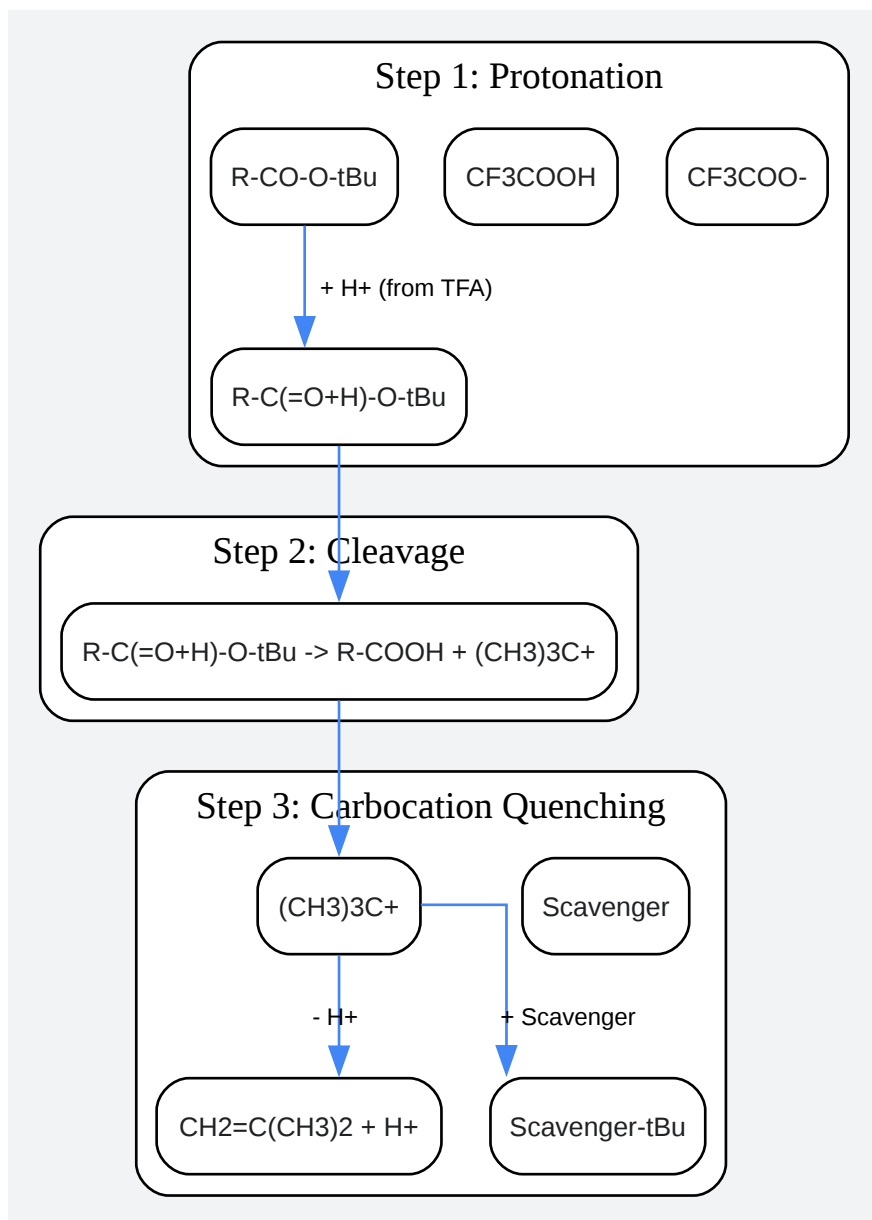 Step 1: Protonation
R-CO-O-tBu
CF3COOH
CF3COO-
+ H+ (from TFA)
R-C(=O+H)-O-tBu
Step 2: Cleavage
R-C(=O+H)-O-tBu -> R-COOH + (CH3)3C+
Step 3: Carbocation Quenching
(CH3)3C+
Scavenger
- H+
+ Scavenger
CH2=C(CH3)2 + H+
Scavenger-tBu